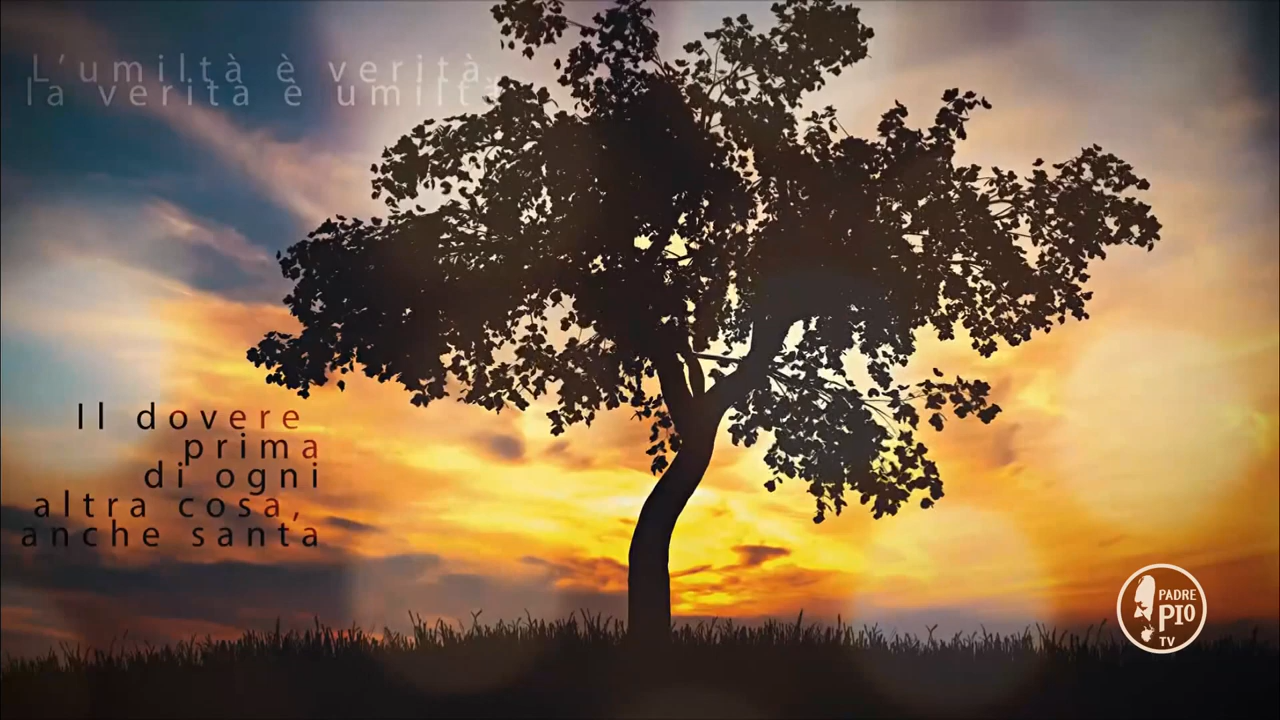 L'umiltà è verità,
la verità è umiltà
Il dovere
prima
di ogni
altra cosa,
anche santa
PADRE
PIO
TV